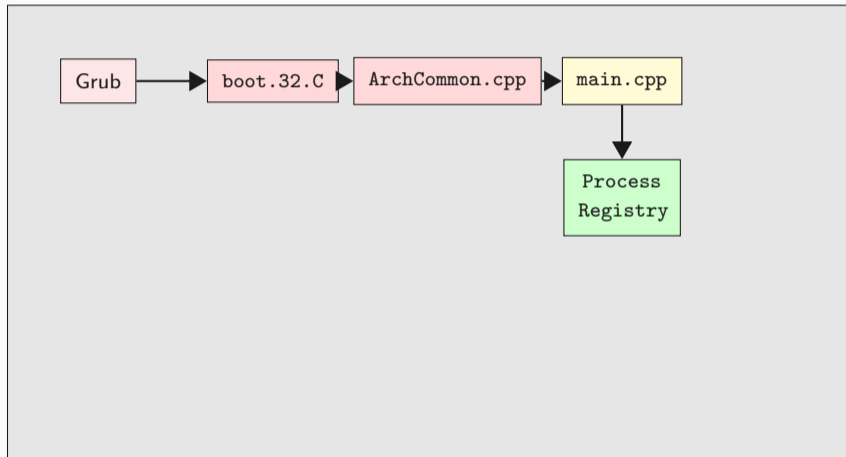 Grub
boot.32.C
ArchCommon.cpp
main.cpp
Process
Registry